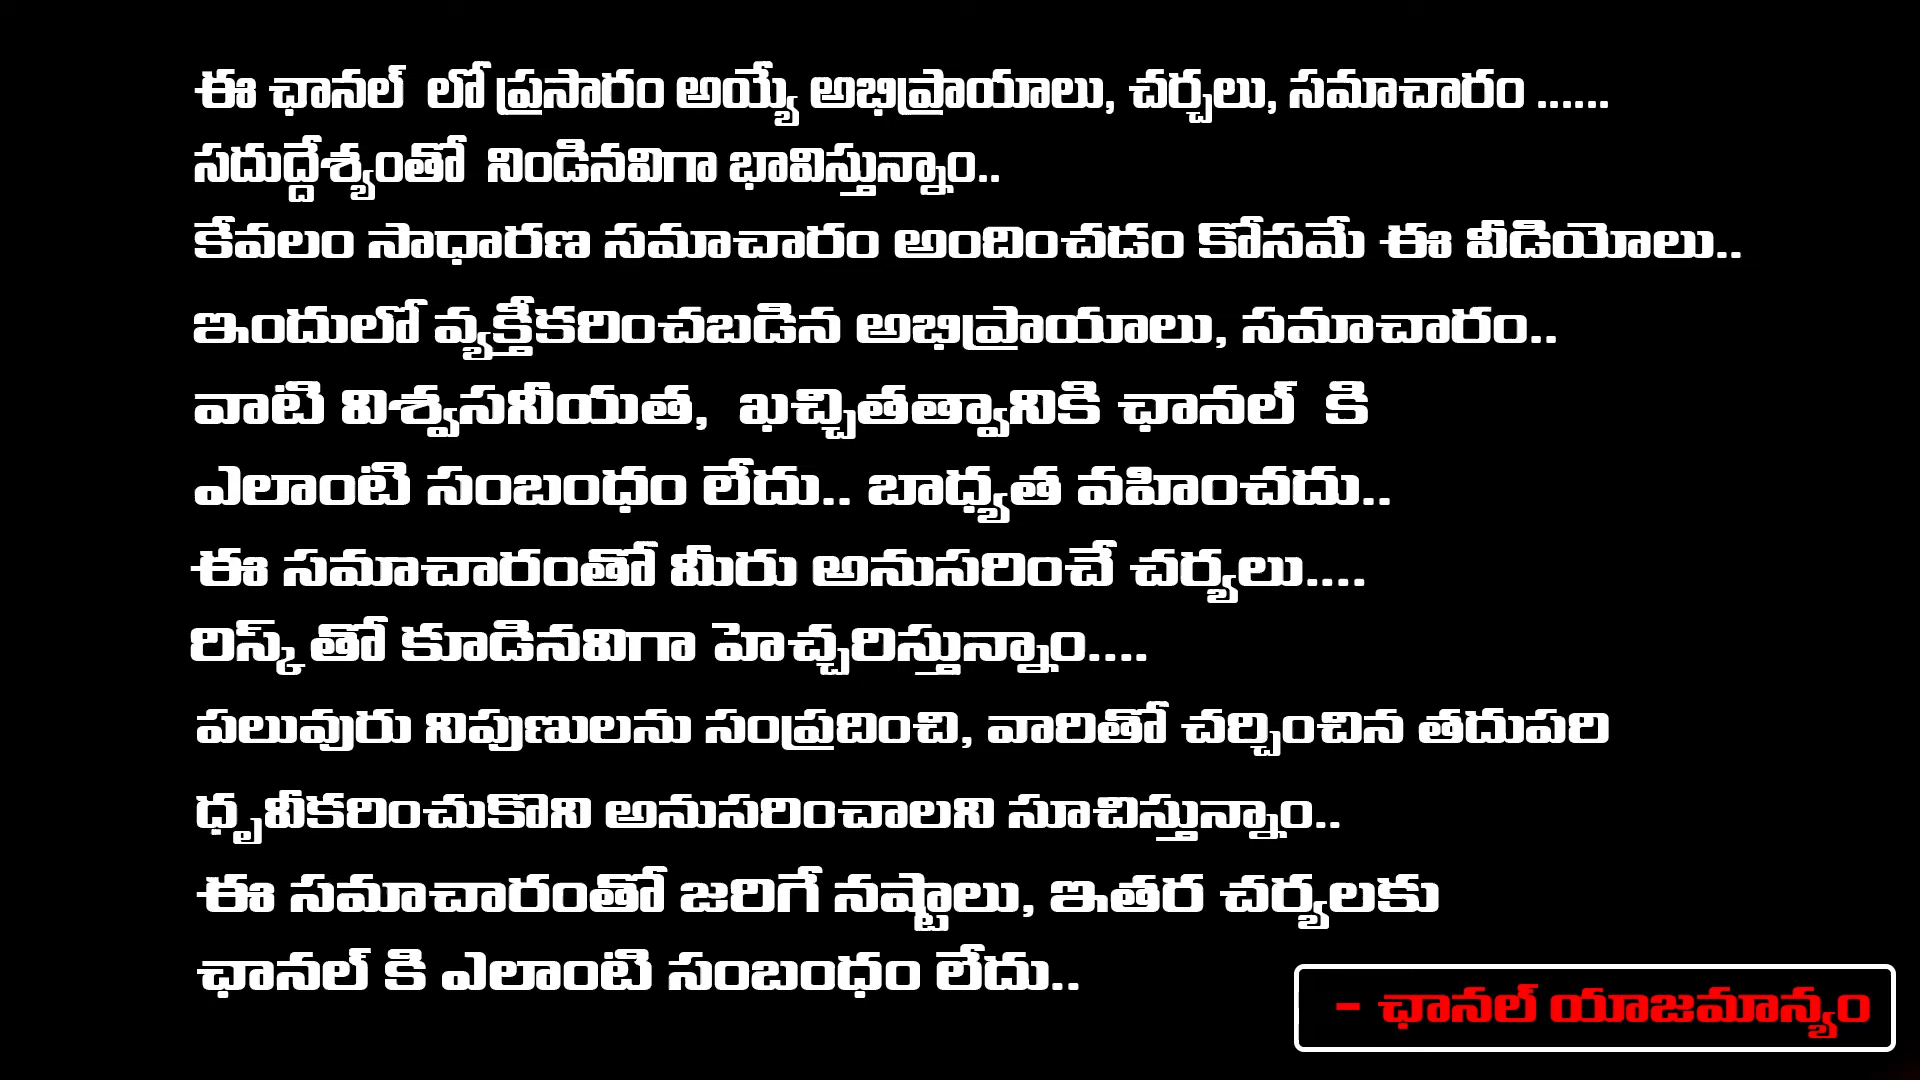 ఈ ఛానల్ లో ప్రసారం అయ్యే అభిప్రాయాలు, చర్చలు, సమాచారం ......
సదుద్దేశ్యంతో నిండినవిగా భావిస్తున్నాం..
కేవలం సాధారణ సమాచారం అందించడం కోసమే ఈ వీడియోలు..
ఇందులో వ్యక్తీకరించబడిన అభిప్రాయాలు, సమాచారం..
వాటి విశ్వసనీయత, ఖచ్చితత్వానికి ఛానల్ కి
ఎలాంటి సంబంధం లేదు.. బాధ్యత వహించదు..
ఈ సమాచారంతో మీరు అనుసరించే చర్యలు....
రిస్క్ తో కూడినవిగా హెచ్చరిస్తున్నాం....
పలువురు నిపుణులను సంప్రదించి, వారితో చర్చించిన తదుపరి
ధృవీకరించుకొని అనుసరించాలని సూచిస్తున్నాం..
ఈ సమాచారంతో జరిగే నష్టాలు, ఇతర చర్యలకు
ఛానల్ కి ఎలాంటి సంబంధం లేదు..
- ఛానల్ యాజమాన్యం